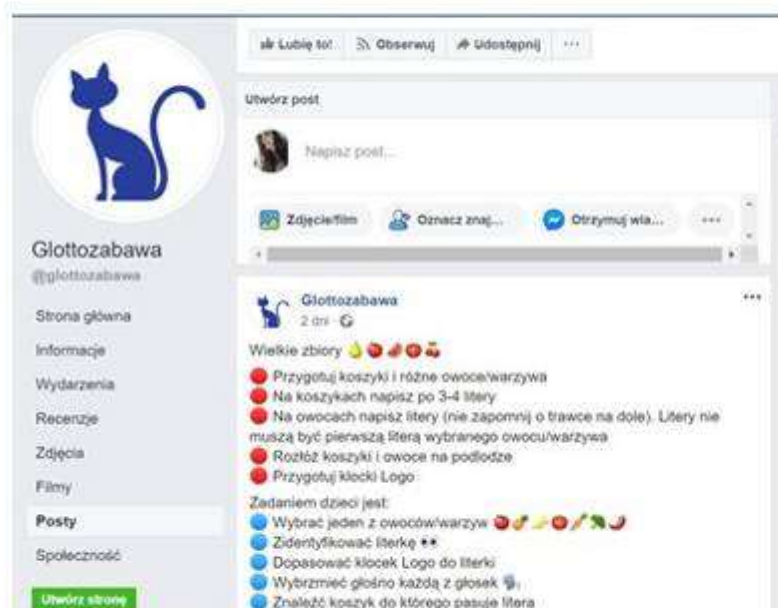 Lubię to!
Obserwuj
Udostępnij
Utwórz post
Napisz post...
Zdjęcie/film
Oznacz znaj...
Otrzymuj wia...
Glottozabawa
@glottozabawa
Strona główna
Informacje
Wydarzenia
Recenzje
Zdjęcia
Filmy
Posty
Społeczność
Utwórz stronę
Glottozabawa
2 dni
Wielkie zbiory
Przygotuj koszyki i różne owoce/warzywa
Na koszykach napisz po 3-4 litery
Na owocach napisz litery (nie zapomnij o trawce na dole). Litery nie
muszą być pierwszą literą wybranego owocu/warzywa
Rozłóż koszyki i owoce na podłodze
Przygotuj klocki Logo
Zadaniem dzieci jest:
Wybrać jeden z owoców/warzyw
Zidentyfikować literkę
Dopasować klocek Logo do literki
Wybrzmieć głośno każdą z głosek
Znaleźć koszyk do którego pasuje litera